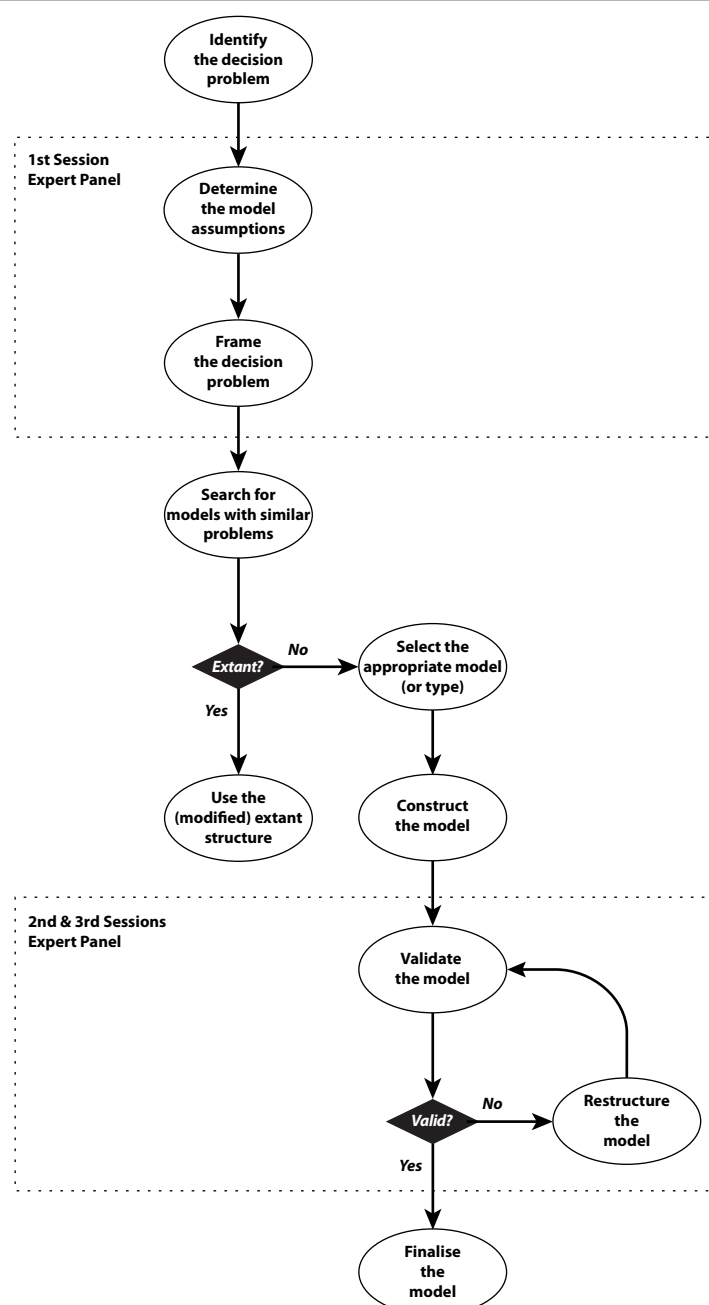 Identify
the decision
problem
1st Session
Expert Panel
Determine
the model
assumptions
Frame
the decision
problem
Search for
models with similar
problems
Extant?
No
Select the
appropriate model
(or type)
Yes
Use the
(modified) extant
structure
Construct
the model
2nd & 3rd Sessions
Expert Panel
Validate
the model
Valid?
No
Restructure
the
model
Yes
Finalise
the
model